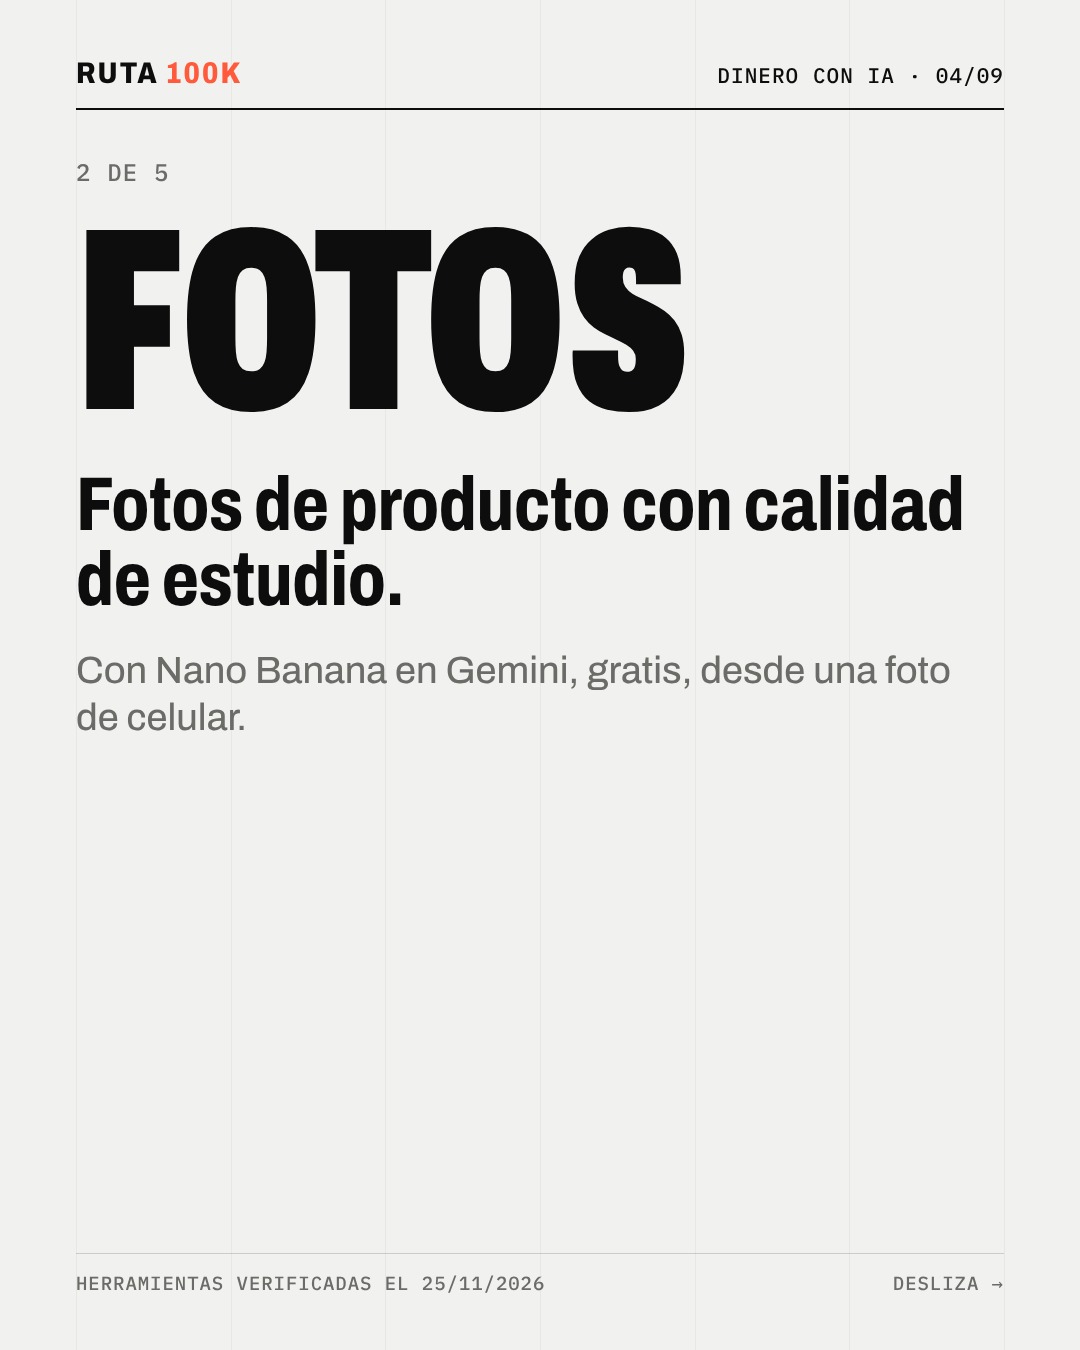 RUTA 100K
DINERO CON IA · 04/09
2 DE 5
FOTOS
Fotos de producto con calidad
de estudio.
Con Nano Banana en Gemini, gratis, desde una foto
de celular.
HERRAMIENTAS VERIFICADAS EL 25/11/2026
DESLIZA →